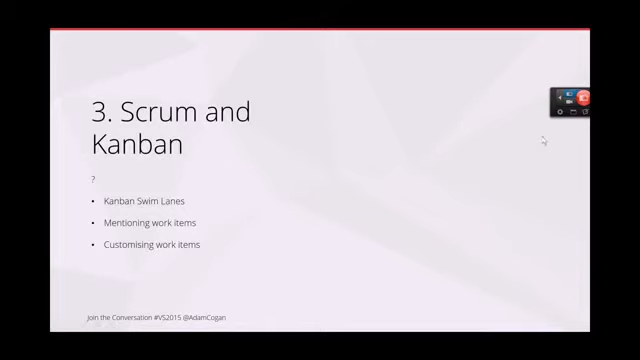 3. Scrum and
Kanban
?
• Kanban Swim Lanes
• Mentioning work items
• Customising work items
Join the Conversation #VS2015 @AdamCogan